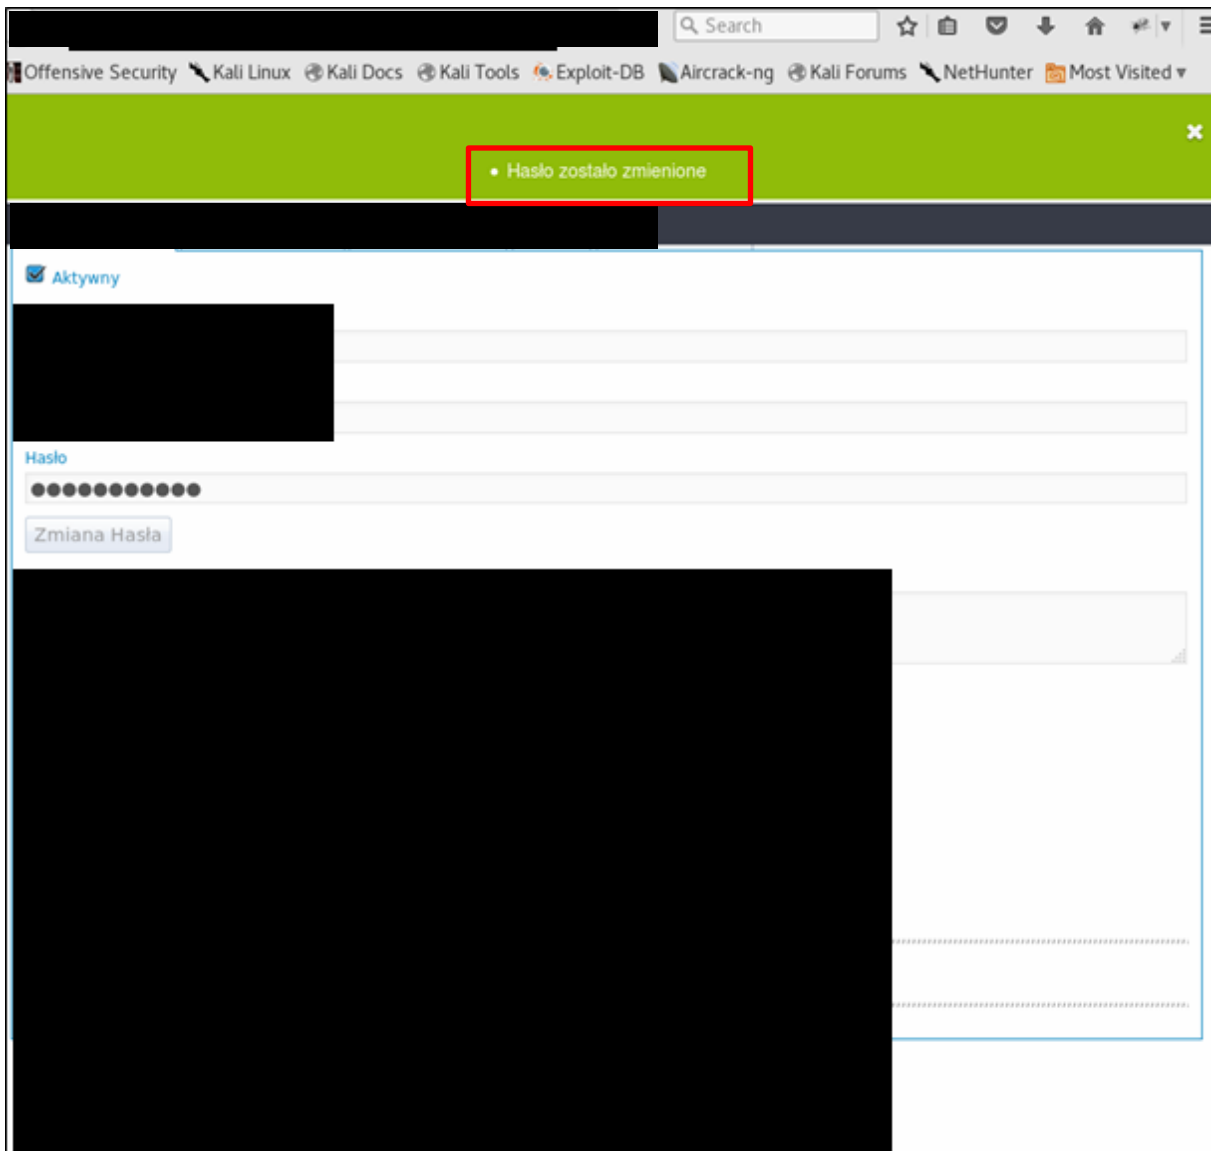 Search
Offensive Security Kali Linux Kali Docs Kali Tools Exploit-DB Aircrack-ng Kali Forums NetHunter Most Visited
• Hasło zostało zmienione
Aktywny
Hasło
●●●●●●●●●●●
Zmiana Hasła